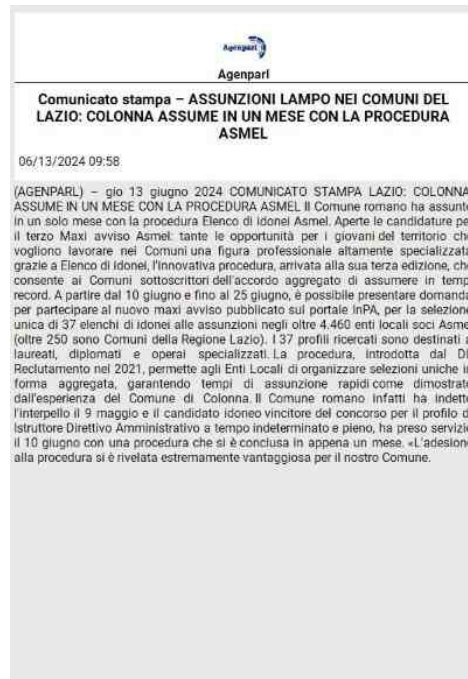 Agenparl
Agenparl
Comunicato stampa – ASSUNZIONI LAMPO NEI COMUNI DEL
LAZIO: COLONNA ASSUME IN UN MESE CON LA PROCEDURA
ASMEL
06/13/2024 09:58
(AGENPARL) – gio 13 giugno 2024 COMUNICATO STAMPA LAZIO: COLONNA
ASSUME IN UN MESE CON LA PROCEDURA ASMEL Il Comune romano ha assunto
in un solo mese con la procedura Elenco di idonei Asmel. Aperte le candidature pe
il terzo Maxi avviso Asmel: tante le opportunità per i giovani del territorio che
vogliono lavorare nei Comuni una figura professionale altamente specializzata
grazie a Elenco di Idonei, l'innovativa procedura, arrivata alla sua terza edizione, che
consente ai Comuni sottoscrittori dell'accordo aggregato di assumere in temp
record. A partire dal 10 giugno e fino al 25 giugno, è possibile presentare domanda
per partecipare al nuovo maxi avviso pubblicato sul portale InPA, per la selezione
unica di 37 elenchi di idonei alle assunzioni negli oltre 4.460 enti locali soci Asme
(oltre 250 sono Comuni della Regione Lazio). I 37 profili ricercati sono destinati a
laureati, diplomati e operai specializzati. La procedura, introdotta dal D
Reclutamento nel 2021, permette agli Enti Locali di organizzare selezioni uniche i
forma aggregata, garantendo tempi di assunzione rapidi come dimostrato
dall'esperienza del Comune di Colonna. Il Comune romano infatti ha indetto
l'interpello il 9 maggio e il candidato idoneo vincitore del concorso per il profilo d
Istruttore Direttivo Amministrativo a tempo indeterminato e pieno, ha preso servizio
il 10 giugno con una procedura che si è conclusa in appena un mese. «L'adesione
alla procedura si è rivelata estremamente vantaggiosa per il nostro Comune.